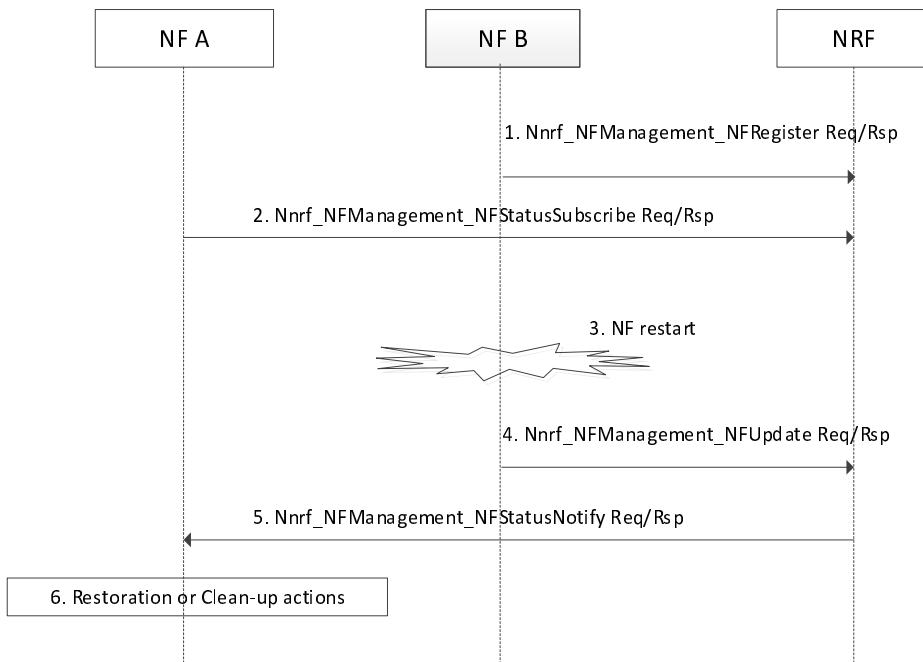 NF A
NF B
NRF
1. Nnrf_NFManagement_NFRegister Req/Rsp
2. Nnrf_NFManagement_NFStatusSubscribe Req/Rsp
3. NF restart
4. Nnrf_NFManagement_NFUpdate Req/Rsp
5. Nnrf_NFManagement_NFStatusNotify Req/Rsp
6. Restoration or Clean-up actions